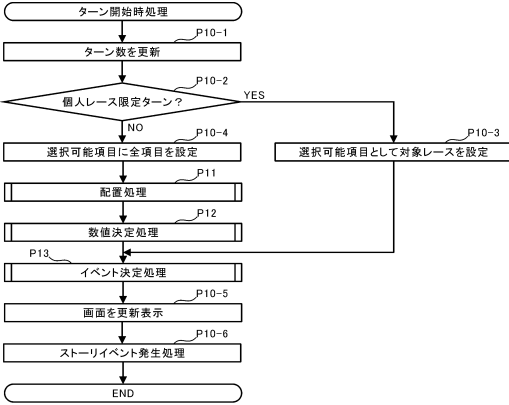 ターン開始時処理
P10-1
ターン数を更新
P10-2
個人レース限定ターン？
YES
NO
P10-4
選択可能項目に全項目を設定
P10-3
選択可能項目として対象レースを設定
P11
配置処理
P12
数値決定処理
P13
イベント決定処理
P10-5
画面を更新表示
P10-6
ストーリイベント発生処理
END